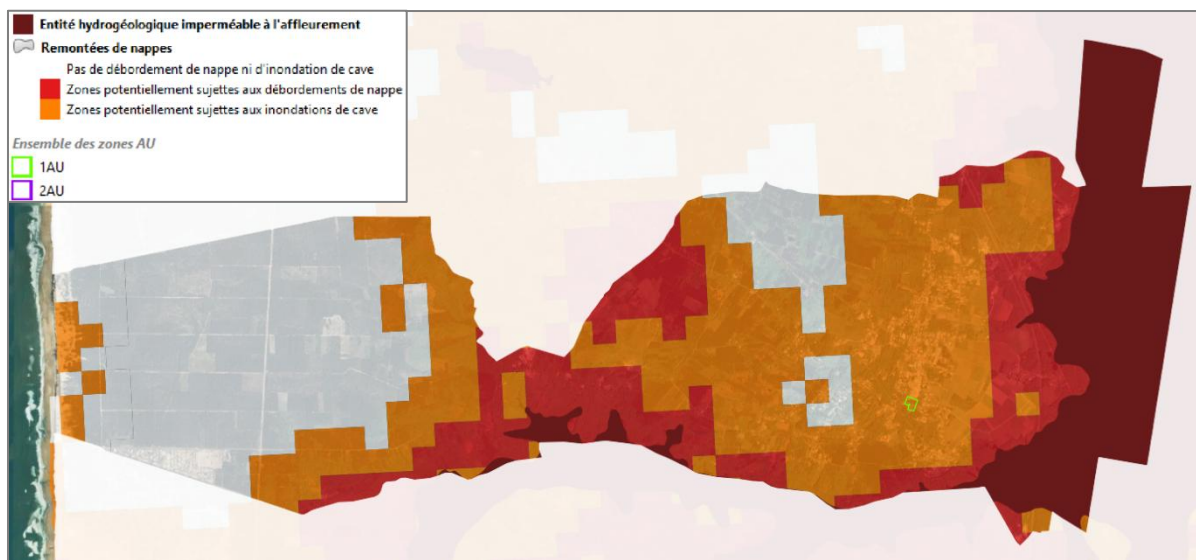 Entité hydrogéologique imperméable à l'affleurement
Remontées de nappes
Pas de débordement de nappe ni d'inondation de cave
Zones potentiellement sujettes aux débordements de nappe
Zones potentiellement sujettes aux inondations de cave
Ensemble des zones AU
1AU
2AU